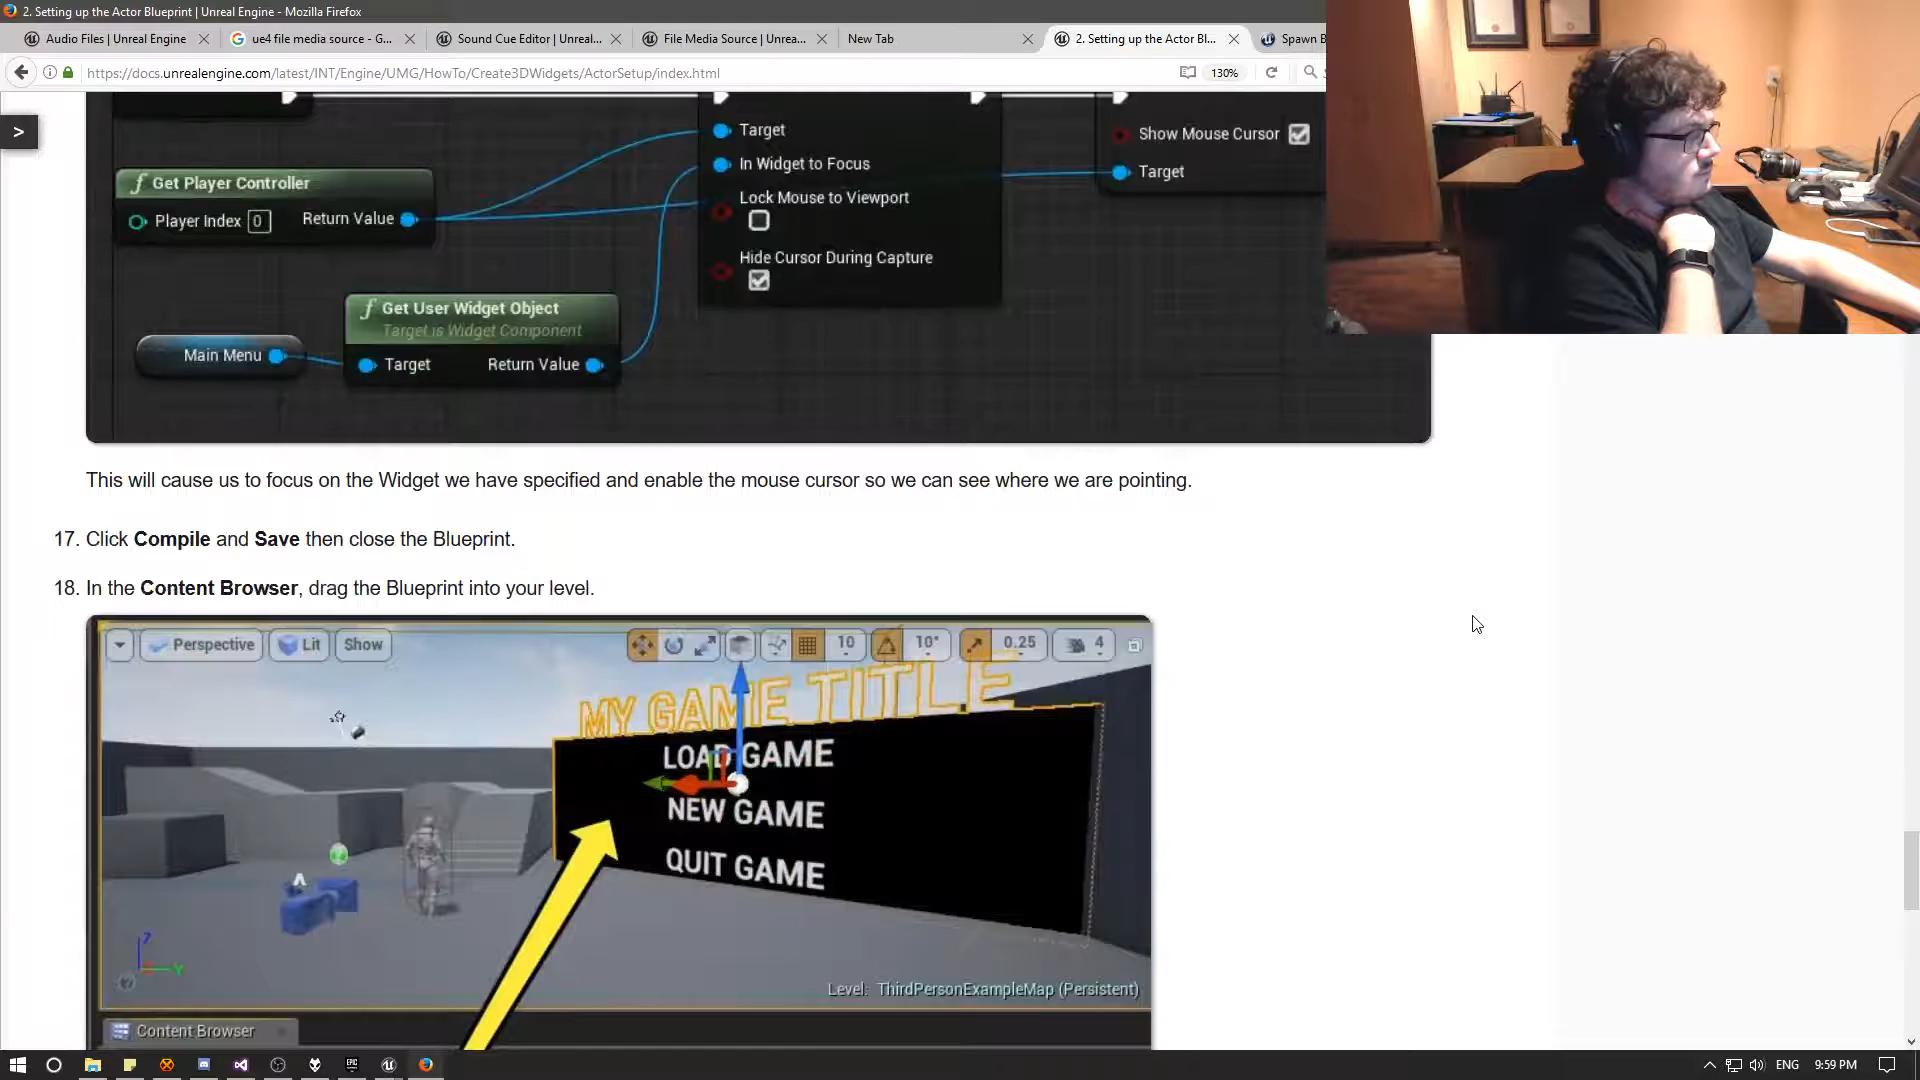 2. Setting up the Actor Blueprint | Unreal Engine - Mozilla Firefox
Audio Files | Unreal Engine
ue4 file media source - G...
Sound Cue Editor | Unreal...
File Media Source | Unrea...
New Tab
2. Setting up the Actor Bl...
Spawn B
https://docs.unrealengine.com/latest/INT/Engine/UMG/HowTo/Create3DWidgets/ActorSetup/index.html
130%
>
Target
In Widget to Focus
Lock Mouse to Viewport
Hide Cursor During Capture
Show Mouse Cursor
Target
Get Player Controller
Player Index 0
Return Value
Get User Widget Object
Target is Widget Component
Main Menu
Target
Return Value
This will cause us to focus on the Widget we have specified and enable the mouse cursor so we can see where we are pointing.
17. Click Compile and Save then close the Blueprint.
18. In the Content Browser, drag the Blueprint into your level.
Perspective
Lit
Show
10
10°
0.25
4
MY GAME TITLE
LOAD GAME
NEW GAME
QUIT GAME
Z
Y
Level: ThirdPersonExampleMap (Persistent)
Content Browser
ENG
9:59 PM